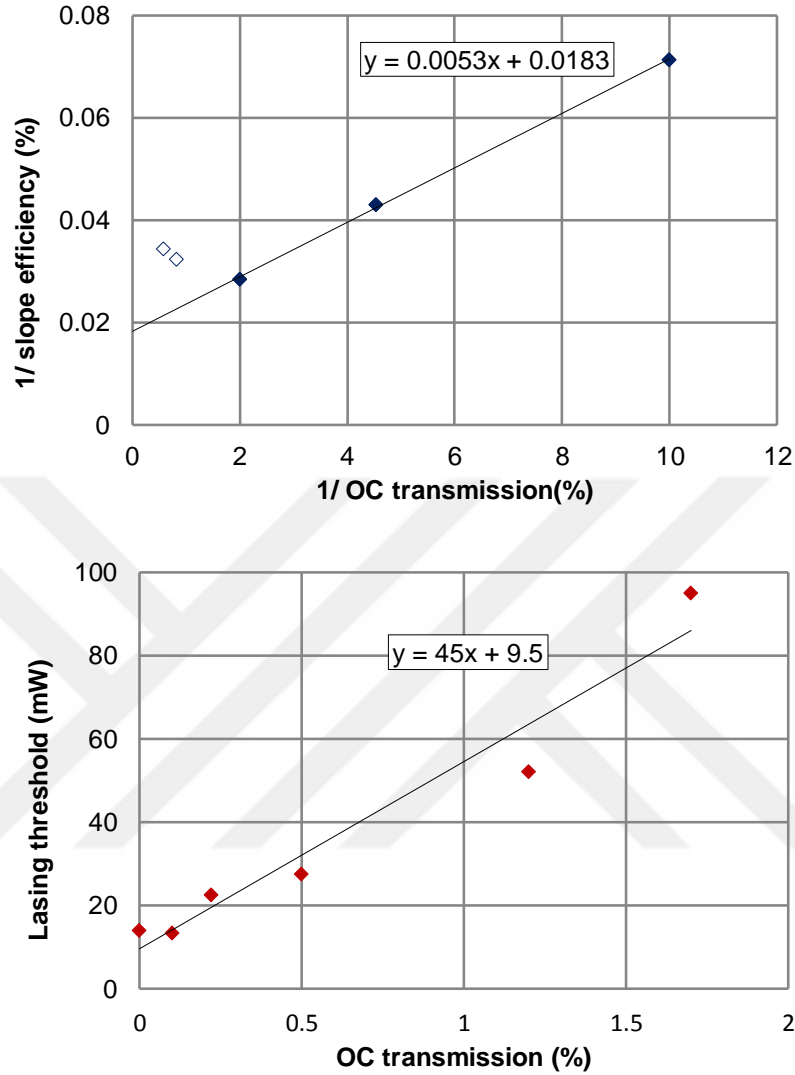 0.08
y = 0.0053x + 0.0183
0.06
0.04
0.02
0
0 2 4 6 8 10 12
1/ slope efficiency (%)
1/ OC transmission(%)
100
y = 45x + 9.5
80
60
40
20
0
0 0.5 1 1.5 2
Lasing threshold (mW)
OC transmission (%)